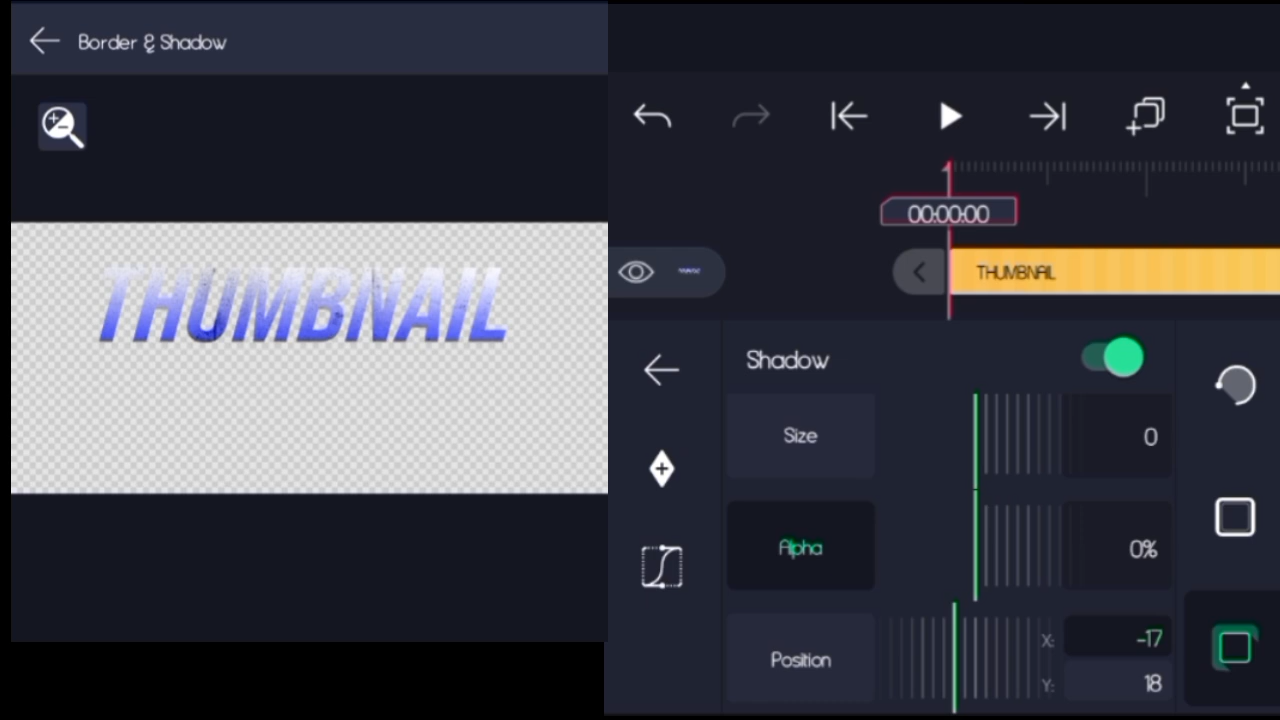 Border & Shadow
THUMBNAIL
00:00:00
THUMBNAIL
Shadow
Size
0
Alpha
0%
Position
X: -17
Y: 18